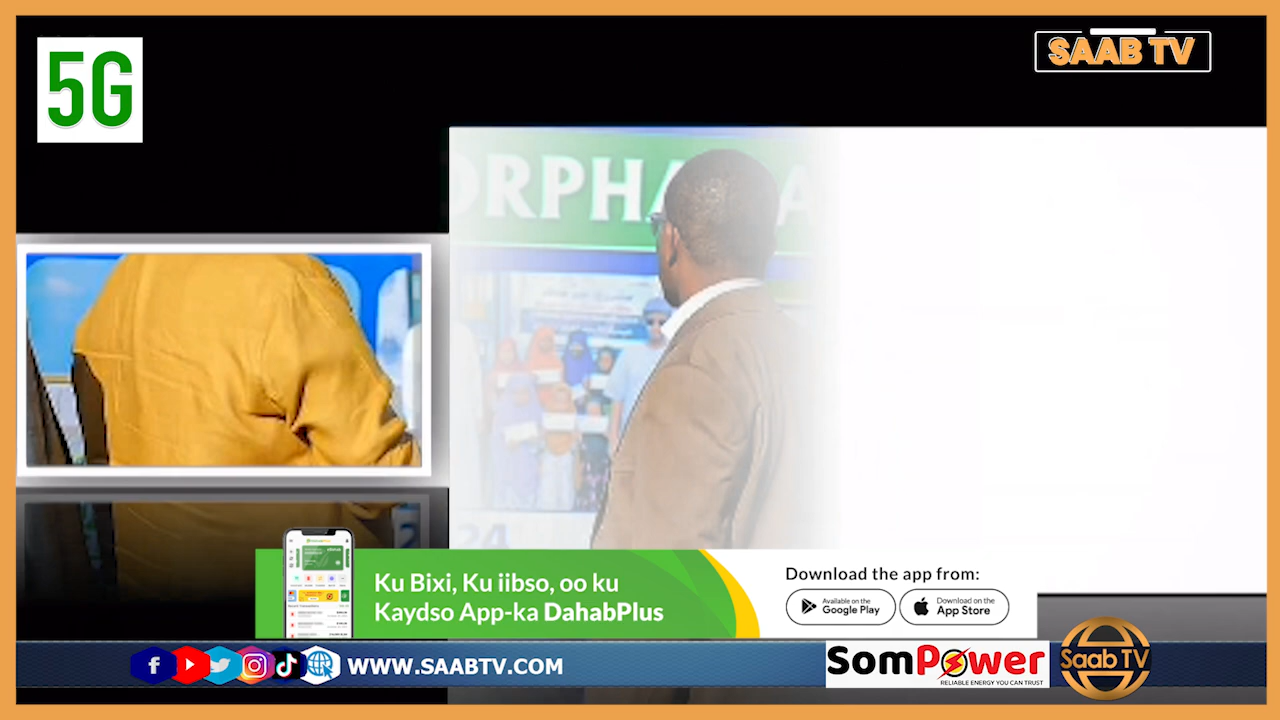 5G
SAAB TV
ORPHA
24
Ku Bixi, Ku iibso, oo ku
Kaydso App-ka DahabPlus
Download the app from:
Available on the
Google Play
Download on the
App Store
WWW.SAABTV.COM
SomPower
RELIABLE ENERGY YOU CAN TRUST
Saab TV